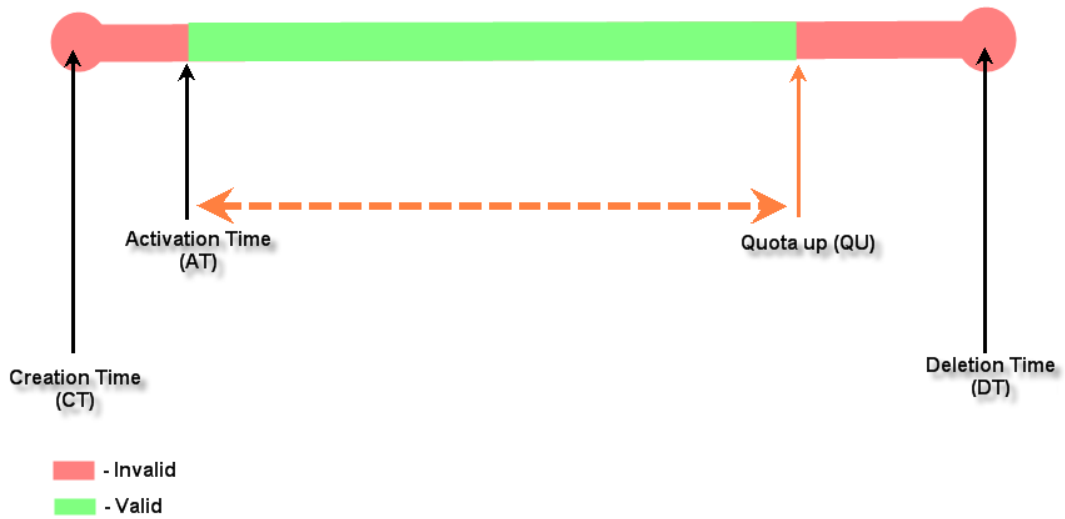 Activation Time
(AT)
Quota up (QU)
Creation Time
(CT)
Deletion Time
(DT)
- Invalid
- Valid